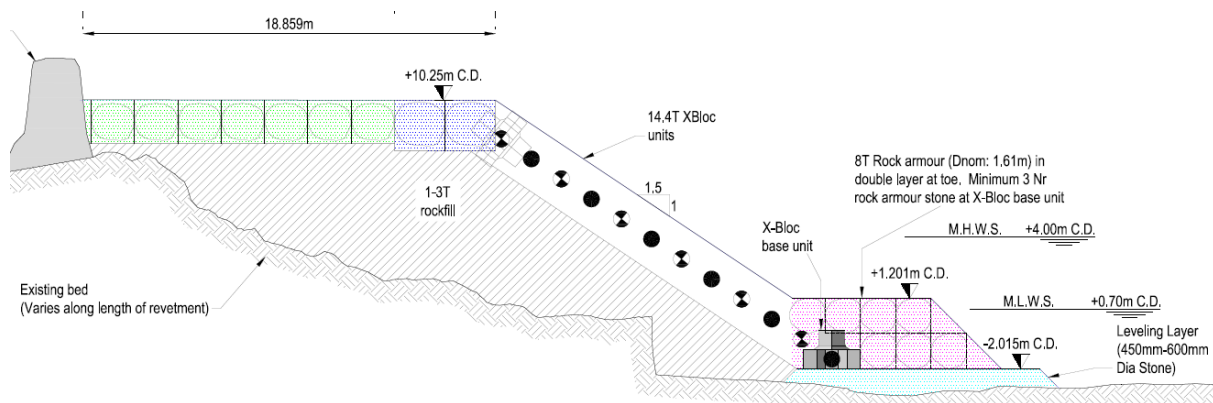 18.859m
+10.25m C.D.
14.4T XBloc
units
8T Rock armour (Dnom: 1.61m) in
double layer at toe. Minimum 3 Nr
rock armour stone at X-Bloc base unit
1.5
1
1-3T
rockfill
X-Bloc
base unit
M.H.W.S. +4.00m C.D.
+1.201m C.D.
M.L.W.S. +0.70m C.D.
Existing bed
(Varies along length of revetment)
-2.015m C.D.
Leveling Layer
(450mm-600mm
Dia Stone)